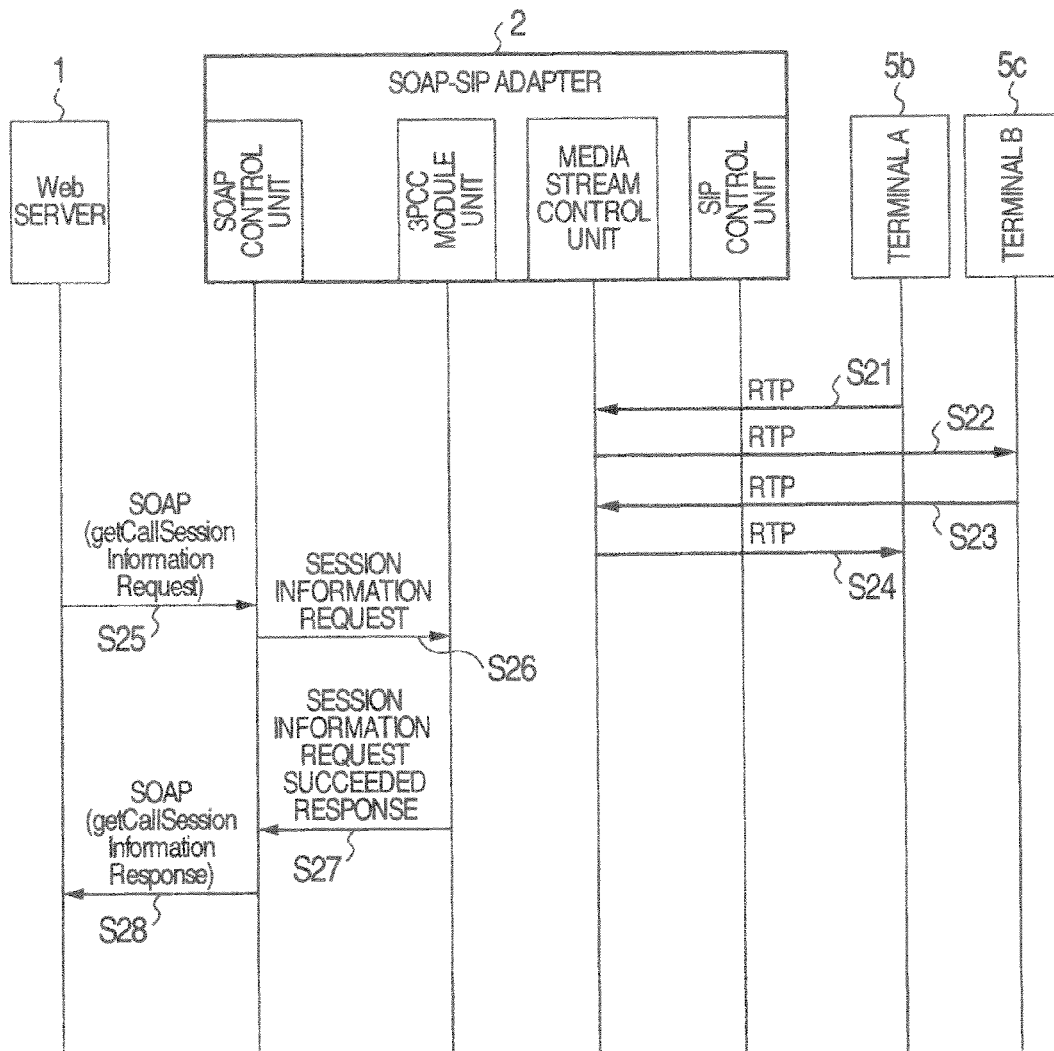 2
1
SOAP-SIP ADAPTER
5b
5c
Web
SERVER
SOAP
CONTROL
UNIT
3PCC
MODULE
UNIT
MEDIA
STREAM
CONTROL
UNIT
SIP
CONTROL
UNIT
TERMINAL A
TERMINAL B
RTP
S21
RTP
S22
RTP
S23
RTP
S24
SOAP
(getCallSession
Information
Request)
S25
SESSION
INFORMATION
REQUEST
S26
SESSION
INFORMATION
REQUEST
SUCCEEDED
RESPONSE
S27
SOAP
(getCallSession
Information
Response)
S28